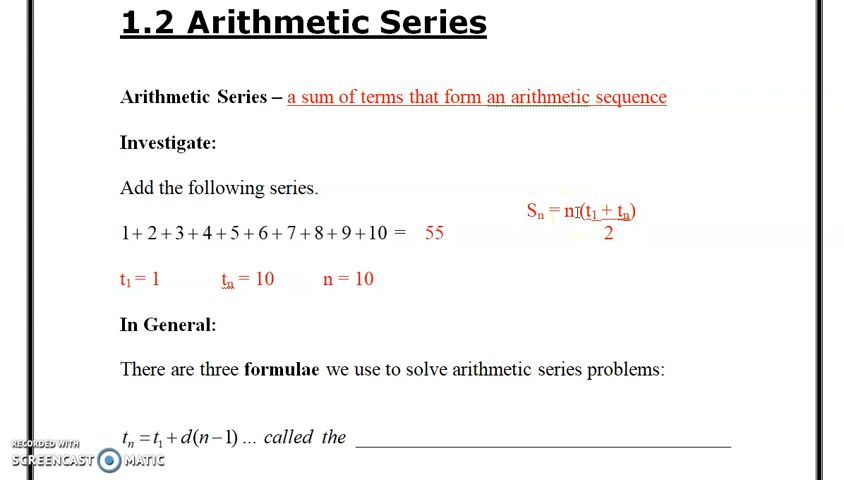 1.2 Arithmetic Series
Arithmetic Series – a sum of terms that form an arithmetic sequence
Investigate:
Add the following series.
Sₙ = n(t₁ + tₙ)
2
1+2+3+4+5+6+7+8+9+10 = 55
t₁ = 1 tₙ = 10 n = 10
In General:
There are three formulae we use to solve arithmetic series problems:
tₙ = t₁ + d(n−1) ... called the
RECORDED WITH
SCREENCAST MATIC